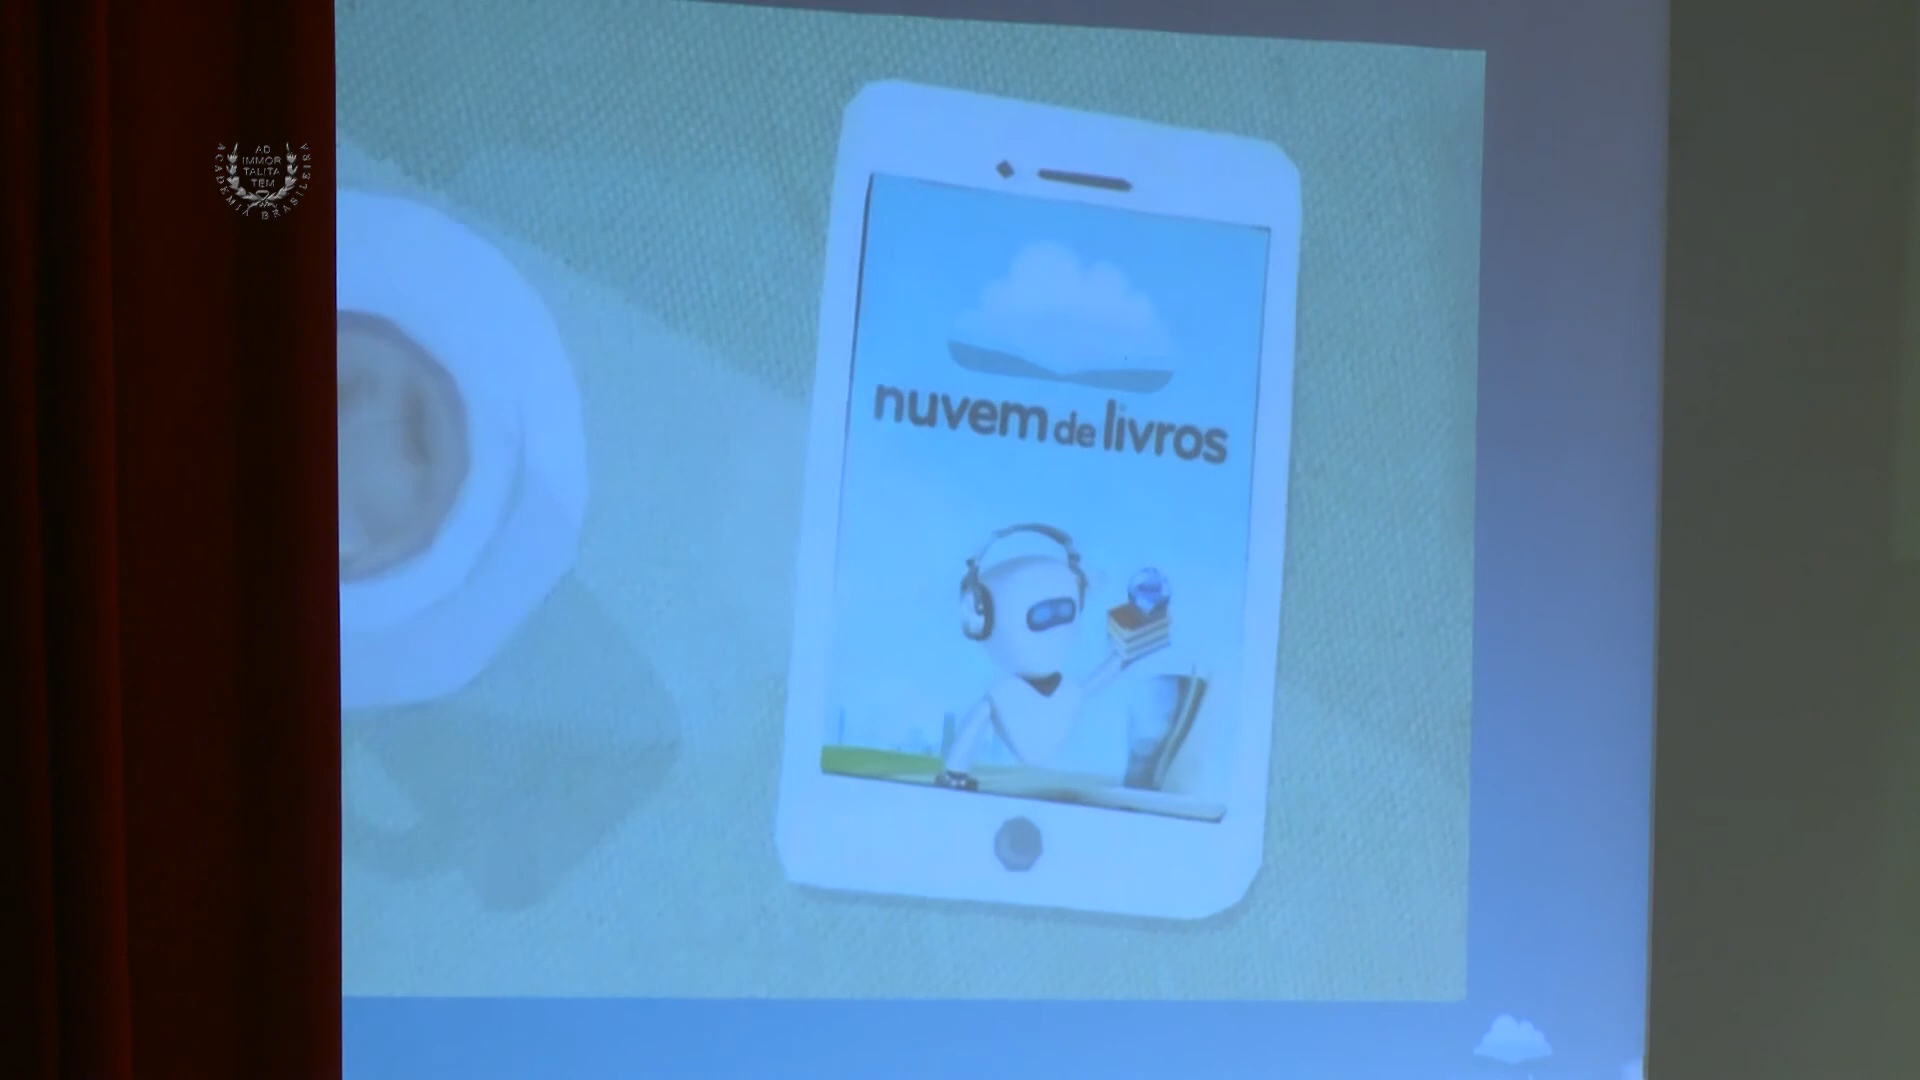 AD
IMMOR
TALITA
TEM
ACADEMIA BRASILEIRA
nuvem de livros